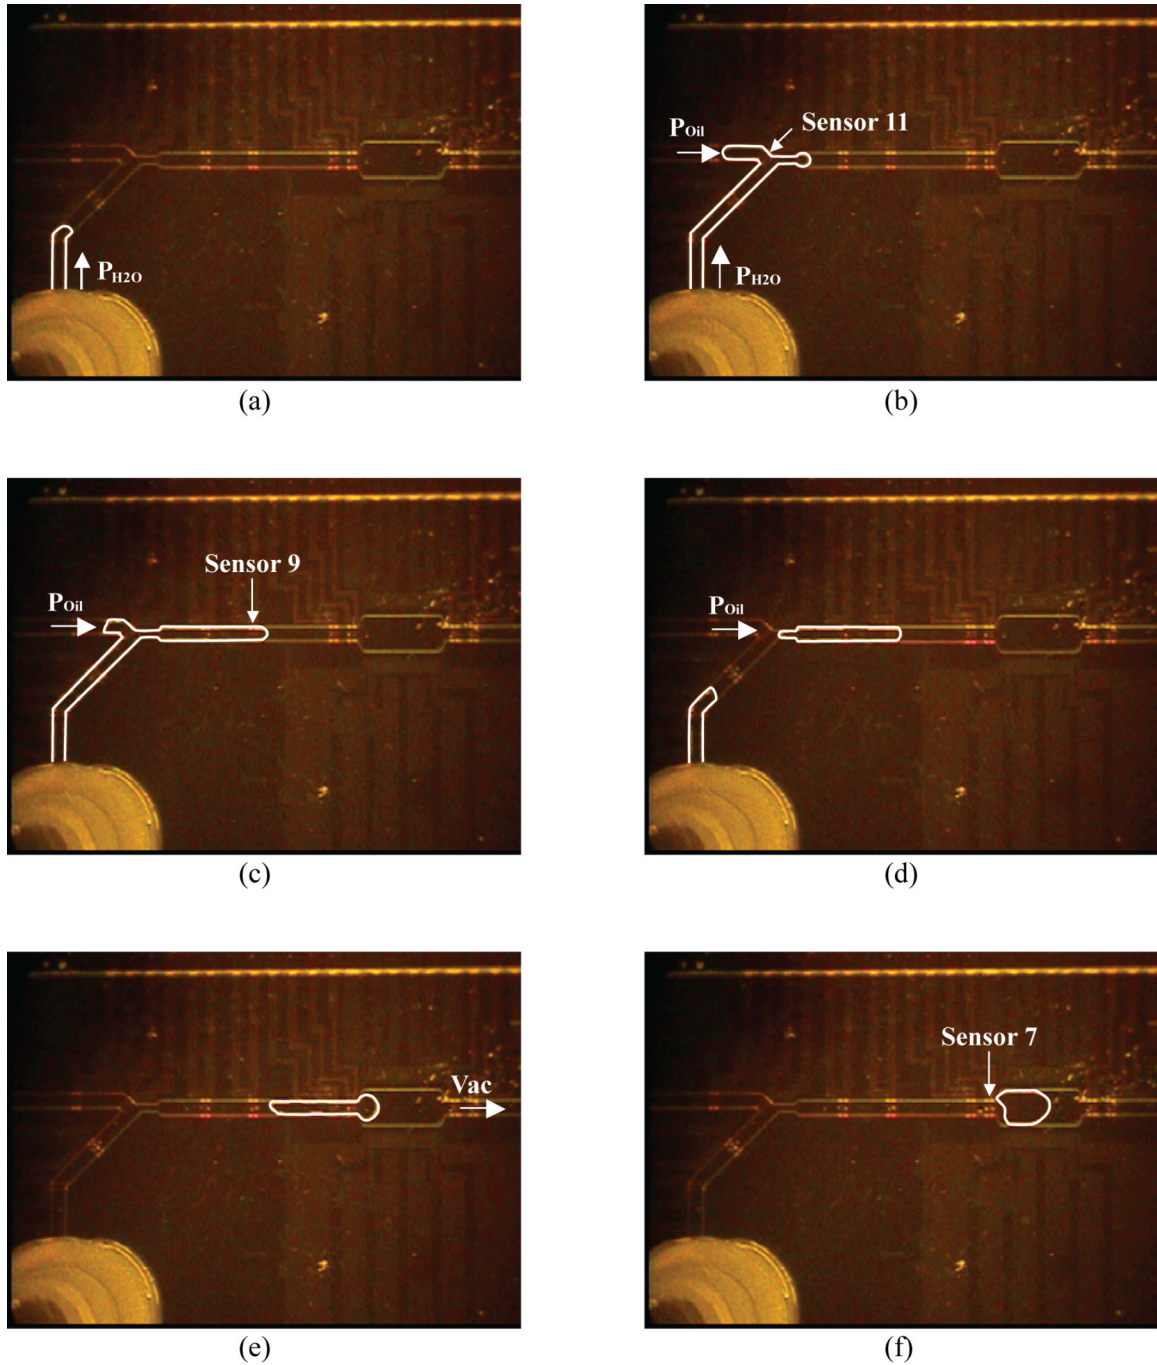 P_H2O
(a)
P_Oil
Sensor 11
P_H2O
(b)
Sensor 9
P_Oil
(c)
P_Oil
(d)
Vac
(e)
Sensor 7
(f)